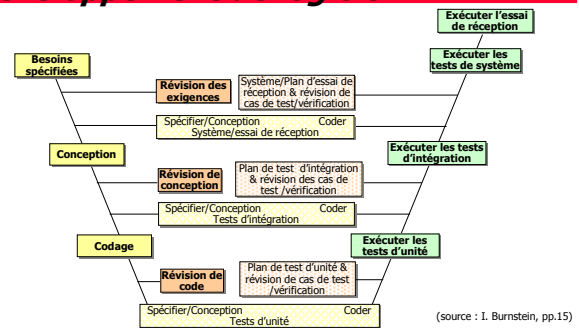 Exécuter l'essai
de réception
Exécuter les
tests de système
Besoins
spécifiées
Révision des
exigences
Système/Plan d'essai de
réception & révision de
cas de test/vérification
Spécifier/Conception Coder
Système/essai de réception
Conception
Exécuter les tests
d'intégration
Révision de
conception
Plan de test d'intégration
& révision des cas de
test /vérification
Spécifier/Conception Coder
Tests d'intégration
Codage
Exécuter les
tests d'unité
Révision de
code
Plan de test d'unité &
révision de cas de test
/vérification
Spécifier/Conception Coder
Tests d'unité
(source : I. Burnstein, pp.15)